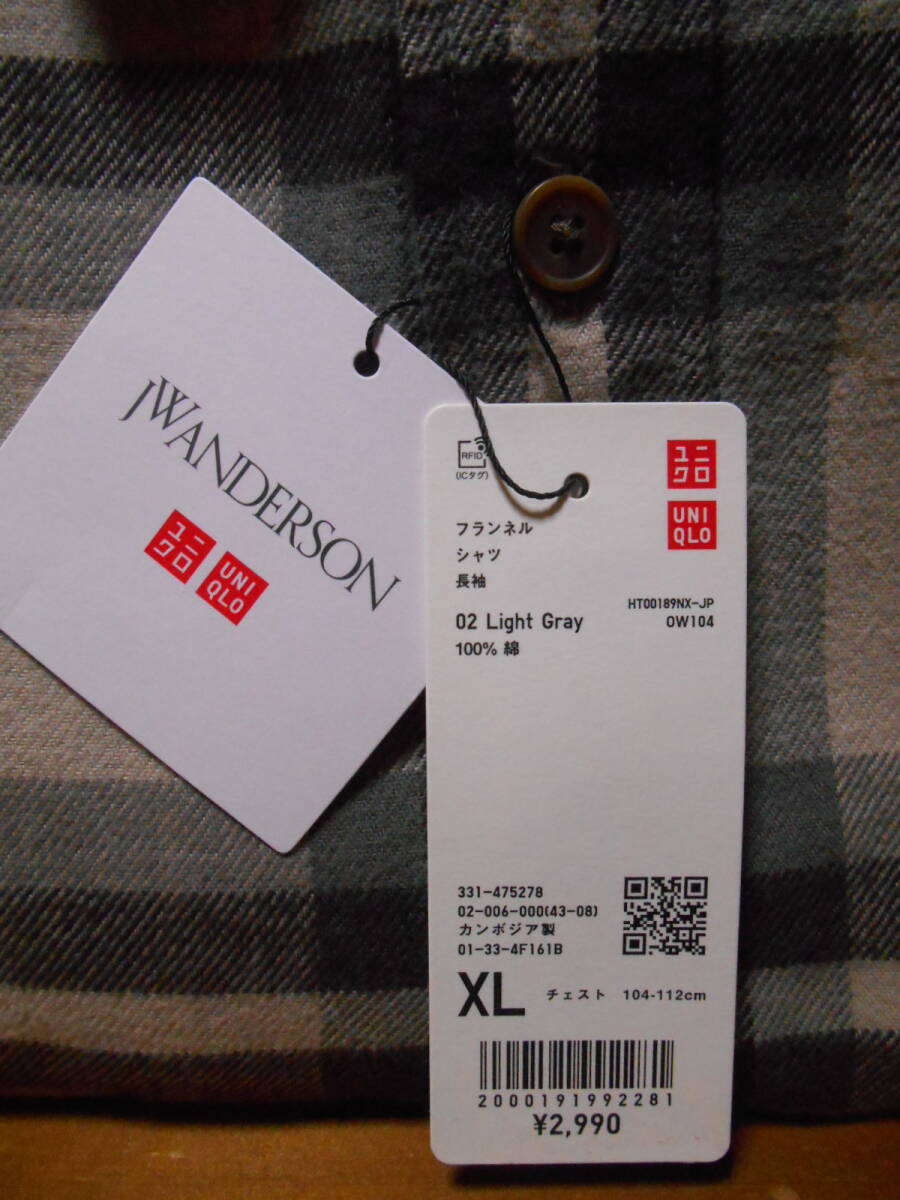 JWANDERSON
ユニ
クロ
UNI
QLO
RFID
(ICタグ)
ユニ
クロ
UNI
QLO
フランネル
シャツ
長袖
HT00189NX-JP
02 Light Gray
OW104
100% 綿
331-475278
02-006-000(43-08)
カンボジア製
01-33-4F161B
XL チェスト 104-112cm
2000191992281
¥2,990